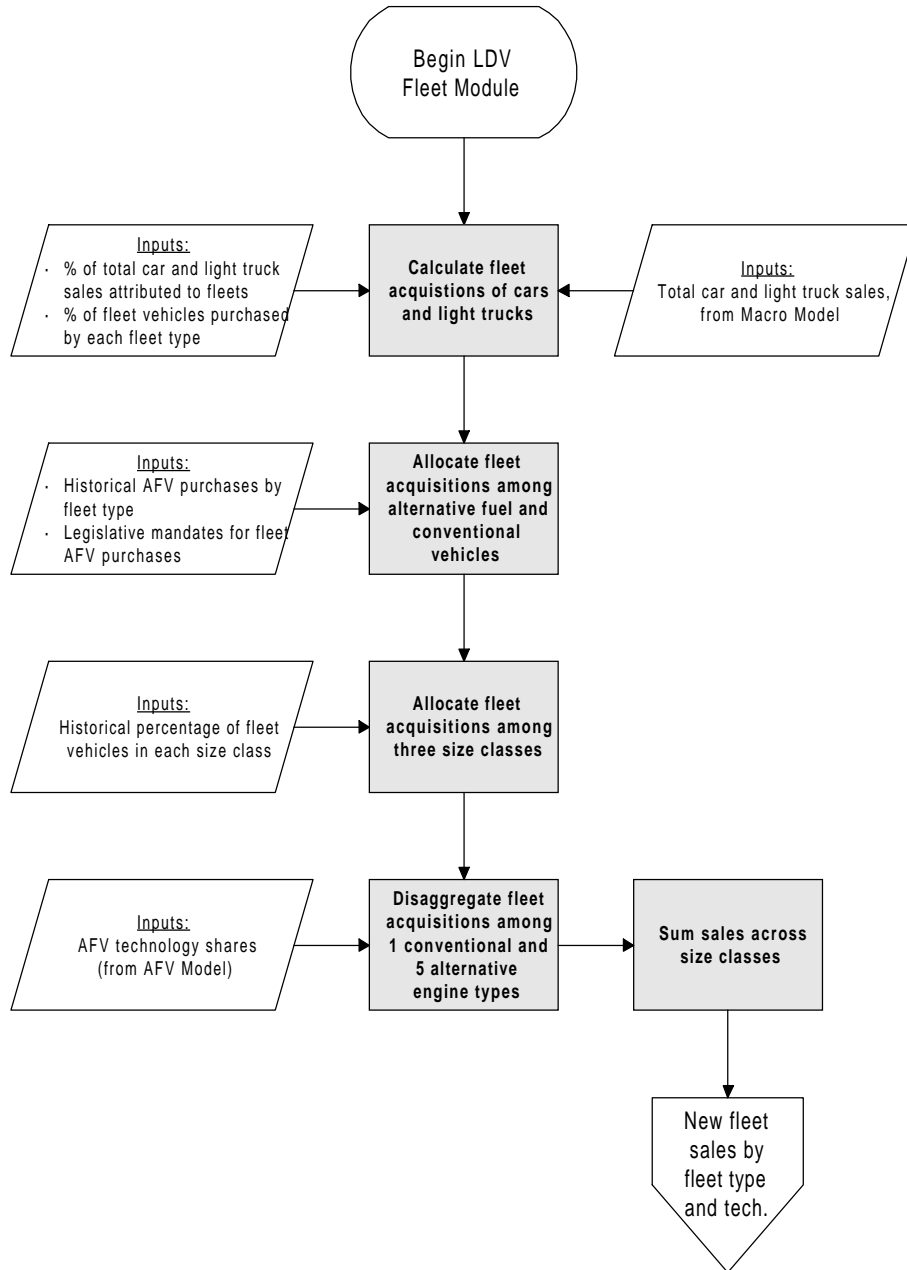 Begin LDV
Fleet Module
Inputs:
· % of total car and light truck
sales attributed to fleets
· % of fleet vehicles purchased
by each fleet type
Calculate fleet
acquistions of cars
and light trucks
Inputs:
Total car and light truck sales,
from Macro Model
Inputs:
· Historical AFV purchases by
fleet type
· Legislative mandates for fleet
AFV purchases
Allocate fleet
acquisitions among
alternative fuel and
conventional
vehicles
Inputs:
Historical percentage of fleet
vehicles in each size class
Allocate fleet
acquisitions among
three size classes
Inputs:
AFV technology shares
(from AFV Model)
Disaggregate fleet
acquisitions among
1 conventional and
5 alternative
engine types
Sum sales across
size classes
New fleet
sales by
fleet type
and tech.